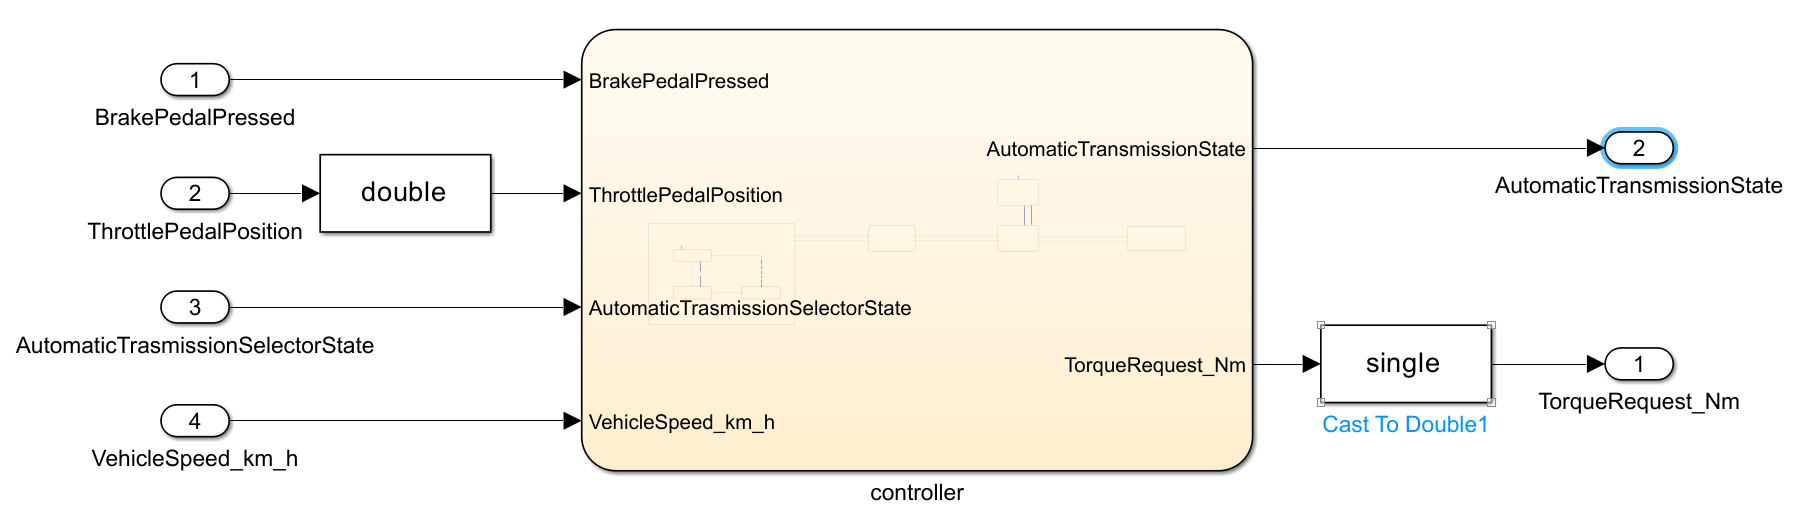 1
BrakePedalPressed
2
ThrottlePedalPosition
double
3
AutomaticTrasmissionSelectorState
4
VehicleSpeed_km_h
BrakePedalPressed
ThrottlePedalPosition
AutomaticTrasmissionSelectorState
VehicleSpeed_km_h
AutomaticTransmissionState
TorqueRequest_Nm
controller
2
AutomaticTransmissionState
single
Cast To Double1
1
TorqueRequest_Nm